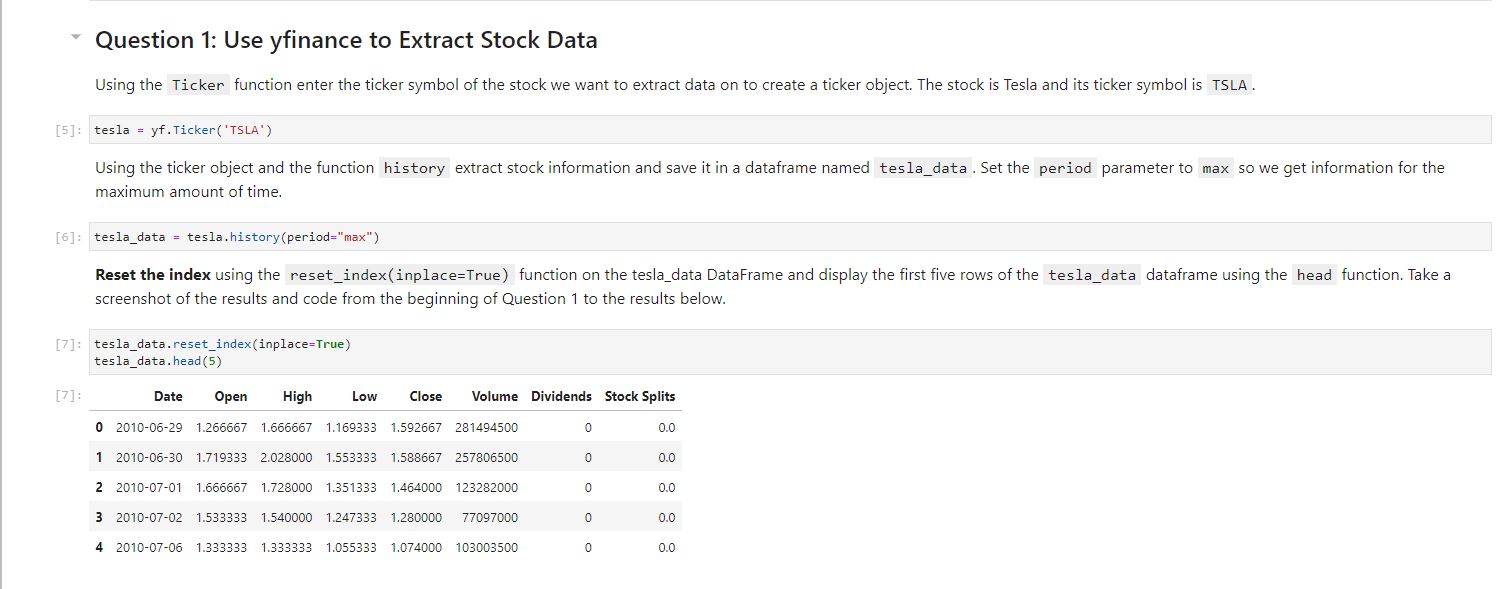 Question 1: Use yfinance to Extract Stock Data
Using the Ticker function enter the ticker symbol of the stock we want to extract data on to create a ticker object. The stock is Tesla and its ticker symbol is TSLA.
[5]: tesla = yf.Ticker('TSLA')
Using the ticker object and the function history extract stock information and save it in a dataframe named tesla_data. Set the period parameter to max so we get information for the
maximum amount of time.
[6]: tesla_data = tesla.history(period="max")
Reset the index using the reset_index(inplace=True) function on the tesla_data DataFrame and display the first five rows of the tesla_data dataframe using the head function. Take a
screenshot of the results and code from the beginning of Question 1 to the results below.
[7]: tesla_data.reset_index(inplace=True)
tesla_data.head(5)
[7]: Date Open High Low Close Volume Dividends Stock Splits
0 2010-06-29 1.266667 1.666667 1.169333 1.592667 281494500 0 0.0
1 2010-06-30 1.719333 2.028000 1.553333 1.588667 257806500 0 0.0
2 2010-07-01 1.666667 1.728000 1.351333 1.464000 123282000 0 0.0
3 2010-07-02 1.533333 1.540000 1.247333 1.280000 77097000 0 0.0
4 2010-07-06 1.333333 1.333333 1.055333 1.074000 103003500 0 0.0